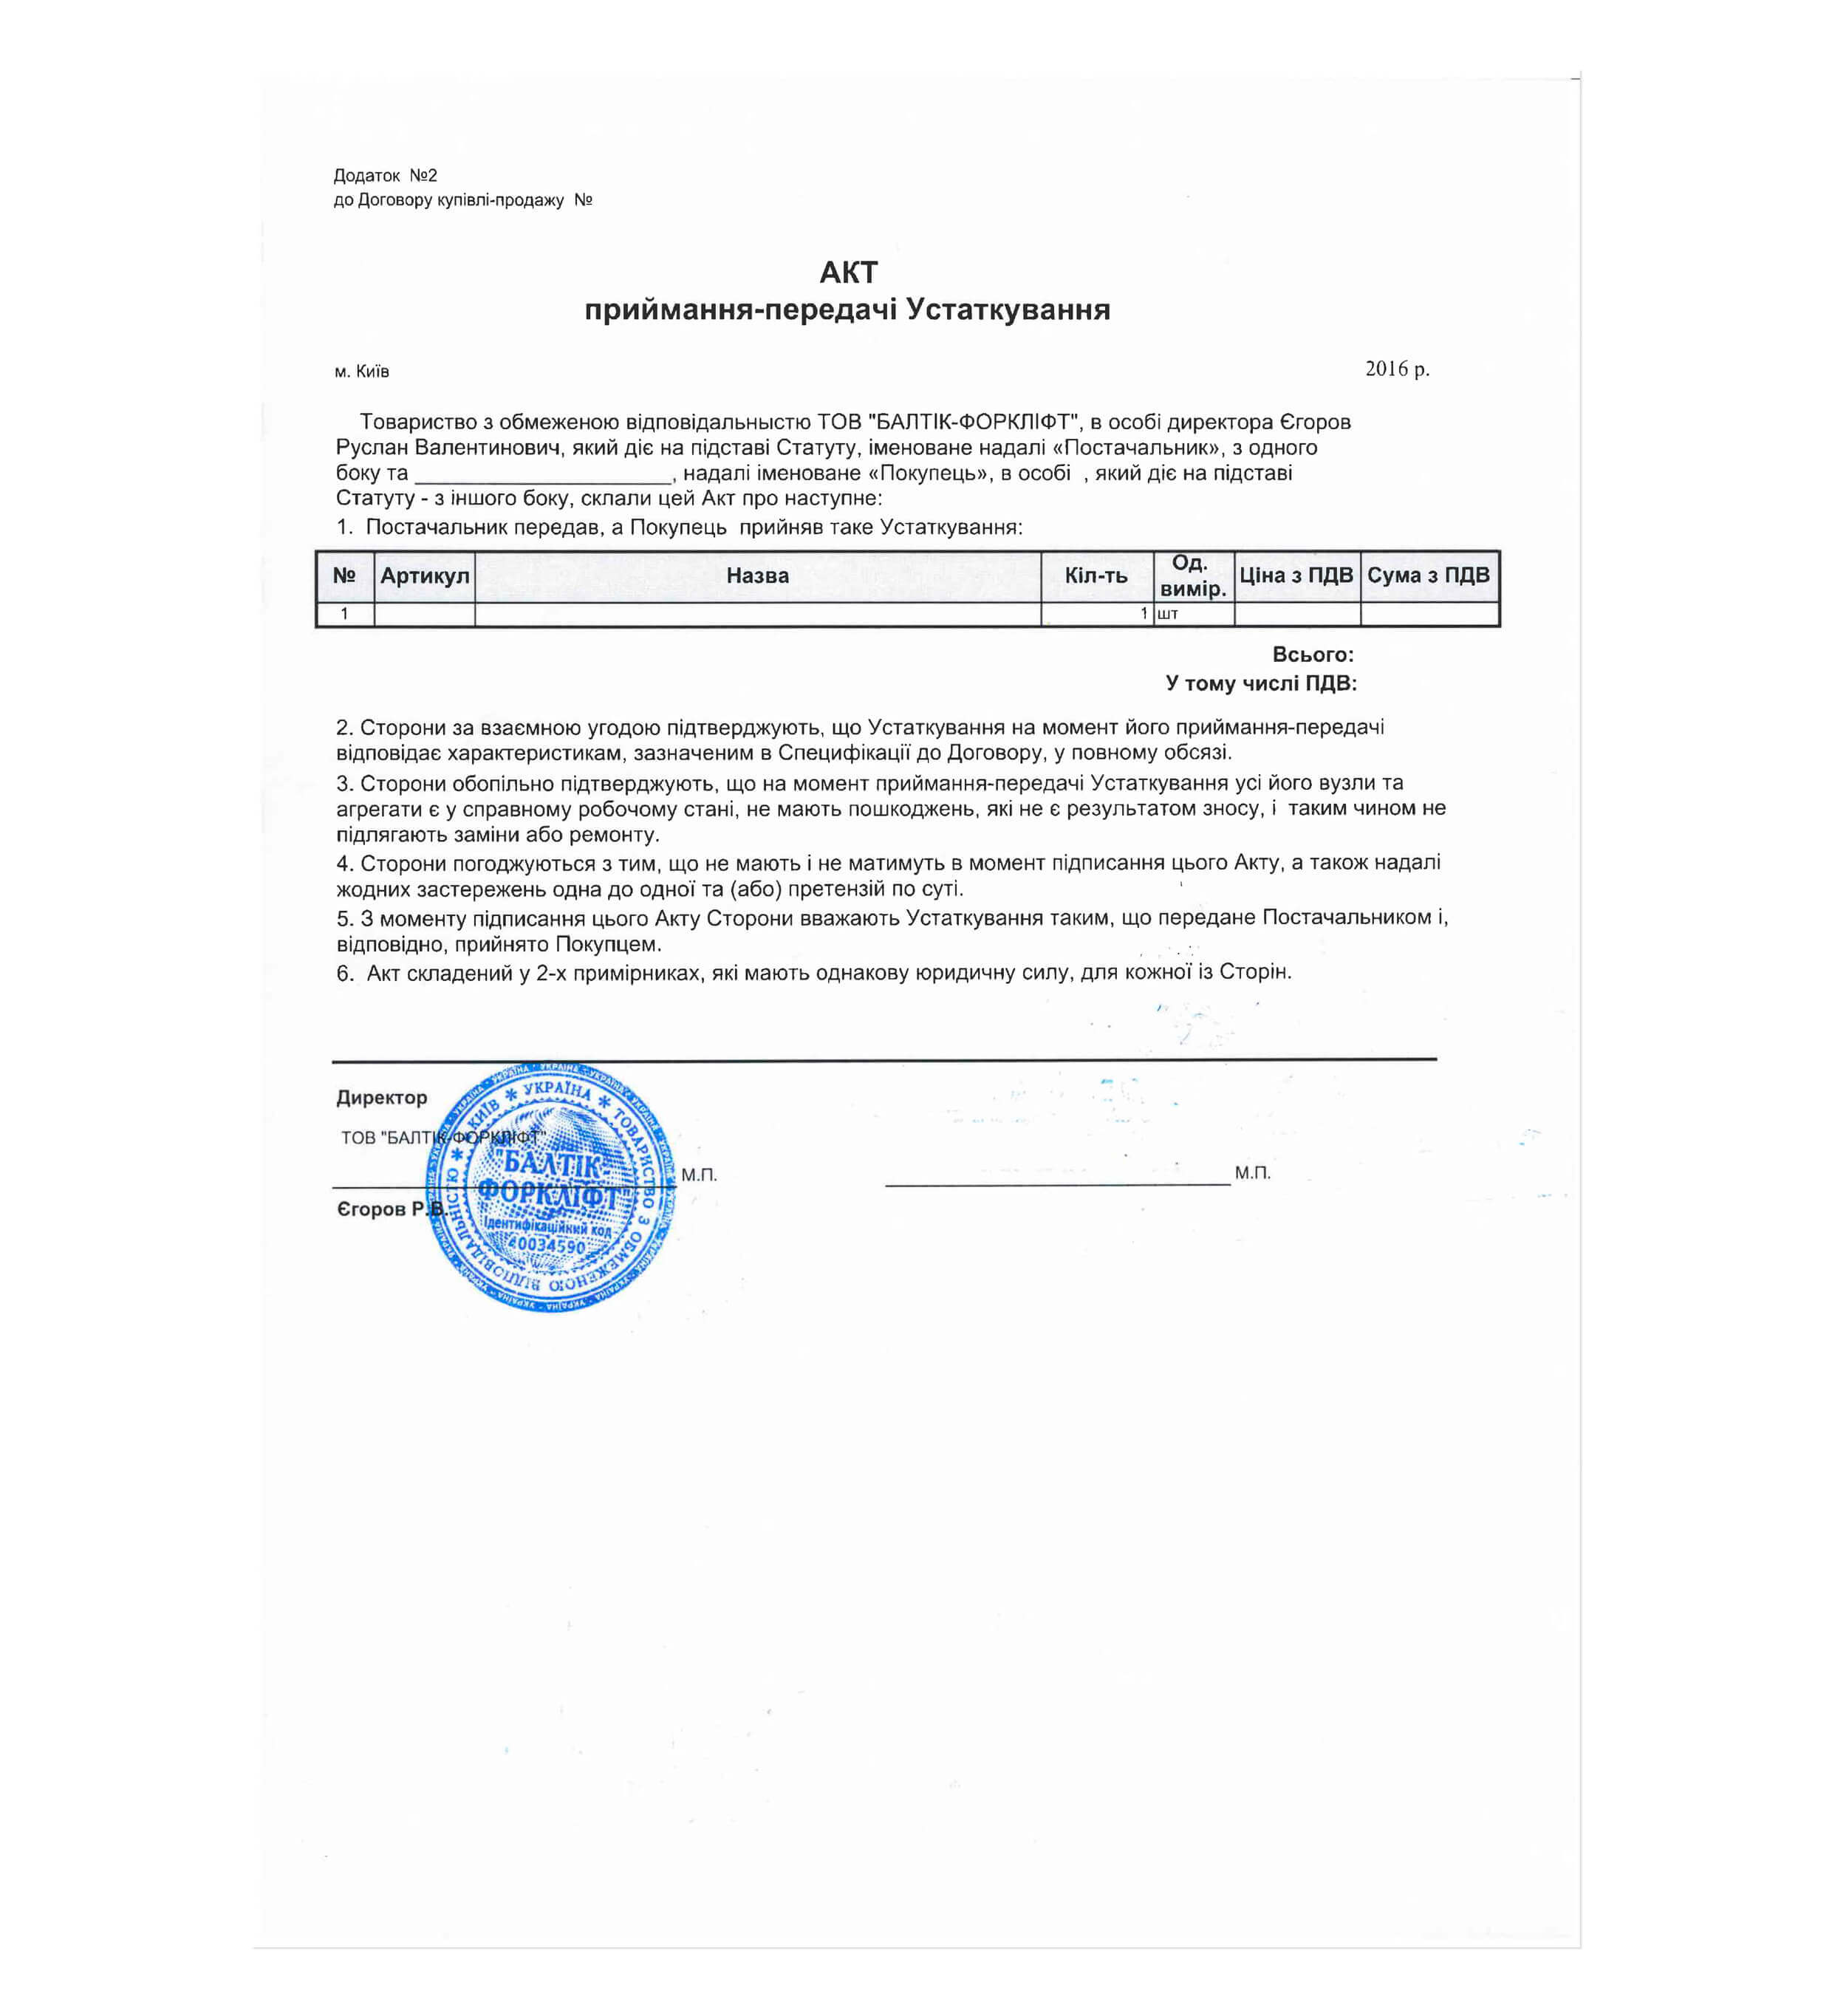 Додаток №2
до Договору купівлі-продажу №
АКТ
приймання-передачі Устаткування
м. Київ
2016 р.
Товариство з обмеженою відповідальныстю ТОВ "БАЛТІК-ФОРКЛІФТ", в особі директора Єгоров
Руслан Валентинович, який діє на підставі Статуту, іменоване надалі «Постачальник», з одного
боку та ______________________, надалі іменоване «Покупець», в особі , який діє на підставі
Статуту - з іншого боку, склали цей Акт про наступне:
1. Постачальник передав, а Покупець прийняв таке Устаткування:
№ Артикул Назва Кіл-ть Од. вимір. Ціна з ПДВ Сума з ПДВ
1 1 шт
Всього:
У тому числі ПДВ:
2. Сторони за взаємною угодою підтверджують, що Устаткування на момент його приймання-передачі
відповідає характеристикам, зазначеним в Специфікації до Договору, у повному обсязі.
3. Сторони обопільно підтверджують, що на момент приймання-передачі Устаткування усі його вузли та
агрегати є у справному робочому стані, не мають пошкоджень, які не є результатом зносу, і таким чином не
підлягають заміни або ремонту.
4. Сторони погоджуються з тим, що не мають і не матимуть в момент підписання цього Акту, а також надалі
жодних застережень одна до одної та (або) претензій по суті.
5. З моменту підписання цього Акту Сторони вважають Устаткування таким, що передане Постачальником і,
відповідно, прийнято Покупцем.
6. Акт складений у 2-х примірниках, які мають однакову юридичну силу, для кожної із Сторін.
Директор
ТОВ "БАЛТІК-ФОРКЛІФТ"
М.П.
М.П.
Єгоров Р.В.
УКРАЇНА * ТОВАРИСТВО З ОБМЕЖЕНОЮ ВІДПОВІДАЛЬНІСТЮ * КИЇВ *
"БАЛТІК-
ФОРКЛІФТ"
Ідентифікаційний код
40034590